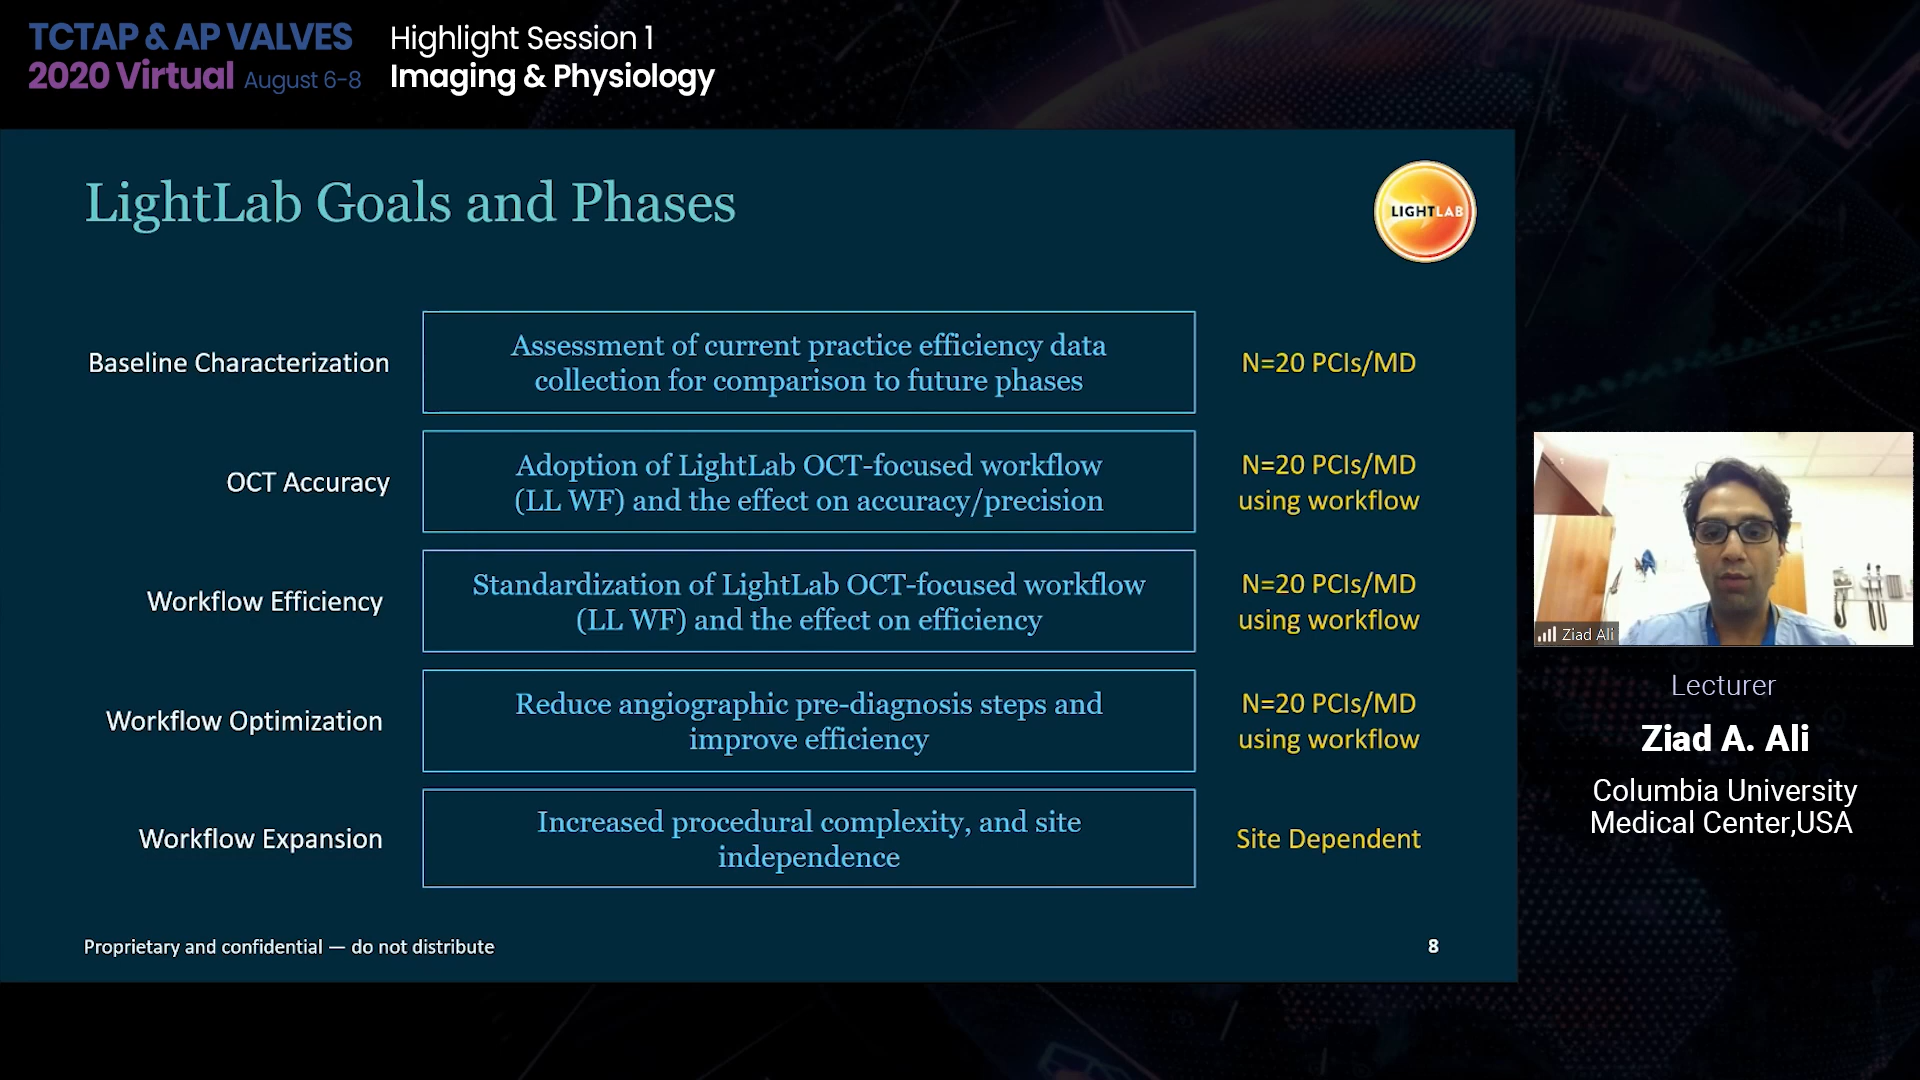 TCTAP & AP VALVES
2020 Virtual August 6-8
Highlight Session 1
Imaging & Physiology
LightLab Goals and Phases
LIGHTLAB
Baseline Characterization
Assessment of current practice efficiency data
collection for comparison to future phases
N=20 PCIs/MD
OCT Accuracy
Adoption of LightLab OCT-focused workflow
(LL WF) and the effect on accuracy/precision
N=20 PCIs/MD
using workflow
Workflow Efficiency
Standardization of LightLab OCT-focused workflow
(LL WF) and the effect on efficiency
N=20 PCIs/MD
using workflow
Workflow Optimization
Reduce angiographic pre-diagnosis steps and
improve efficiency
N=20 PCIs/MD
using workflow
Workflow Expansion
Increased procedural complexity, and site
independence
Site Dependent
Proprietary and confidential — do not distribute
8
Ziad Ali
Lecturer
Ziad A. Ali
Columbia University
Medical Center,USA